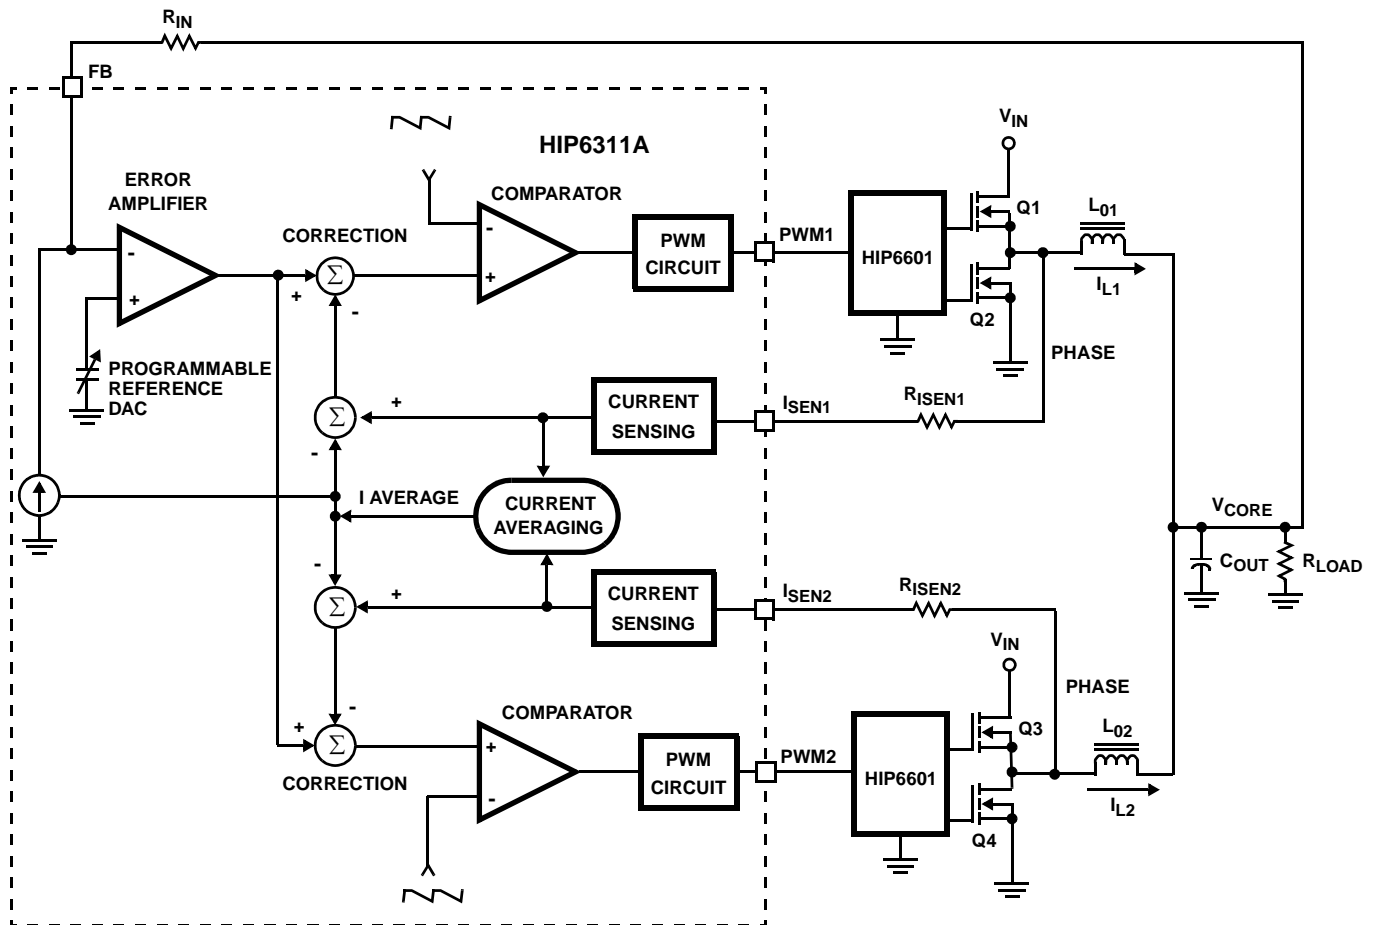 RIN
FB
VIN
HIP6311A
ERROR
AMPLIFIER
COMPARATOR
CORRECTION
Q1
L01
-
+
+
-
Σ
-
+
PWM
CIRCUIT
PWM1
HIP6601
IL1
Q2
PHASE
PROGRAMMABLE
REFERENCE
DAC
Σ
+
-
CURRENT
SENSING
ISEN1
RISEN1
I AVERAGE
CURRENT
AVERAGING
VCORE
COUT
RLOAD
-
+
Σ
CURRENT
SENSING
ISEN2
RISEN2
VIN
PHASE
COMPARATOR
-
+
Σ
CORRECTION
+
-
PWM
CIRCUIT
PWM2
HIP6601
Q3
L02
IL2
Q4